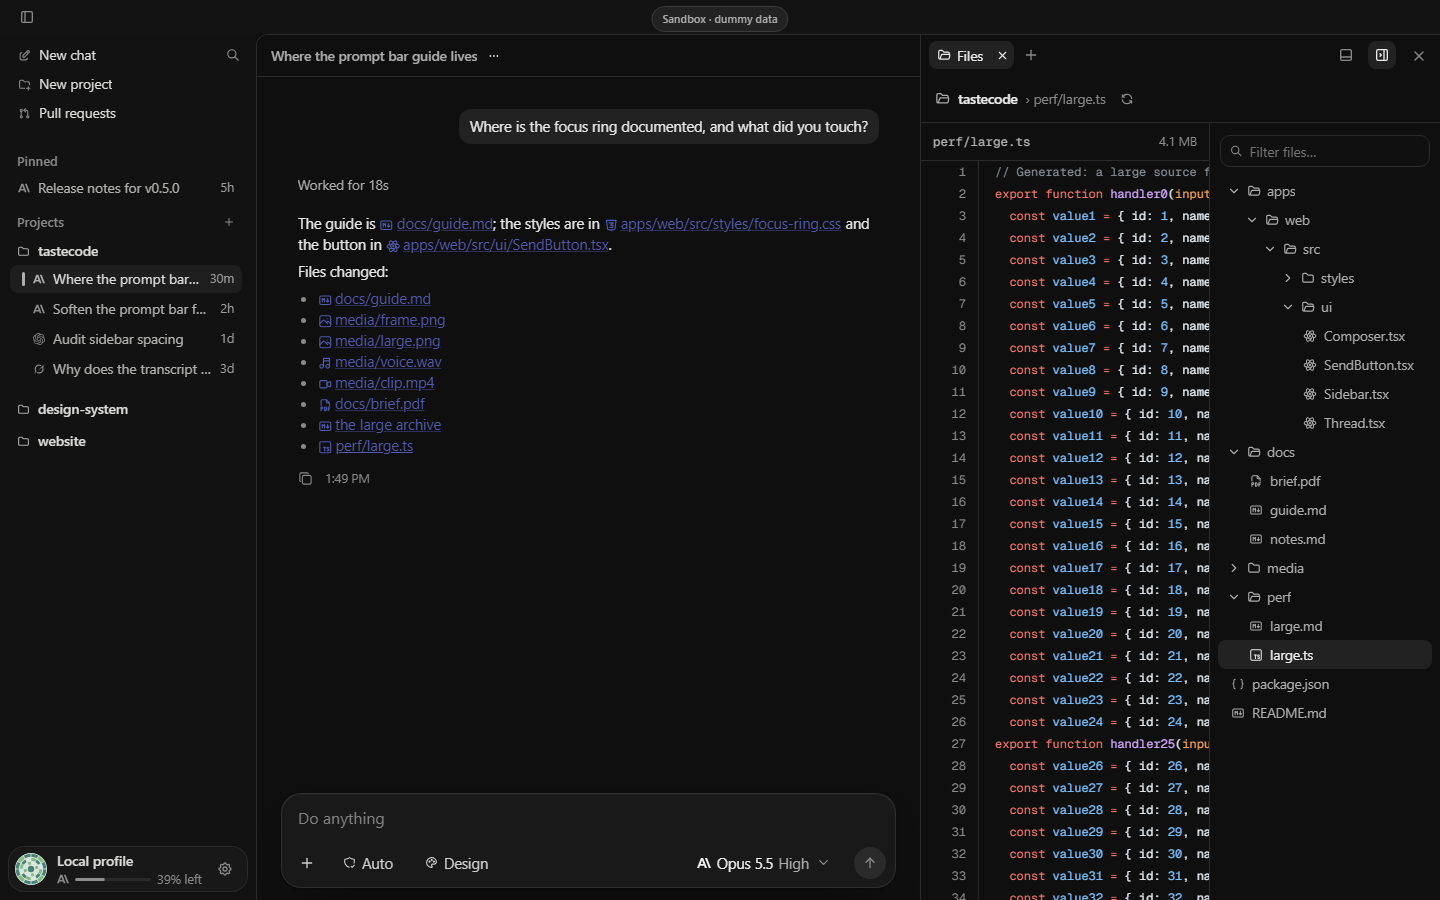 Sandbox · dummy data
New chat
New project
Pull requests
Pinned
Release notes for v0.5.0 5h
Projects
tastecode
Where the prompt bar... 30m
Soften the prompt bar f... 2h
Audit sidebar spacing 1d
Why does the transcript ... 3d
design-system
website
Local profile
39% left
Where the prompt bar guide lives ...
Where is the focus ring documented, and what did you touch?
Worked for 18s
The guide is docs/guide.md; the styles are in apps/web/src/styles/focus-ring.css and
the button in apps/web/src/ui/SendButton.tsx.
Files changed:
docs/guide.md
media/frame.png
media/large.png
media/voice.wav
media/clip.mp4
docs/brief.pdf
the large archive
perf/large.ts
1:49 PM
Do anything
Auto Design Opus 5.5 High
Files
tastecode › perf/large.ts
perf/large.ts 4.1 MB
1 // Generated: a large source f
2 export function handler0(input
3 const value1 = { id: 1, name
4 const value2 = { id: 2, name
5 const value3 = { id: 3, name
6 const value4 = { id: 4, name
7 const value5 = { id: 5, name
8 const value6 = { id: 6, name
9 const value7 = { id: 7, name
10 const value8 = { id: 8, name
11 const value9 = { id: 9, name
12 const value10 = { id: 10, na
13 const value11 = { id: 11, na
14 const value12 = { id: 12, na
15 const value13 = { id: 13, na
16 const value14 = { id: 14, na
17 const value15 = { id: 15, na
18 const value16 = { id: 16, na
19 const value17 = { id: 17, na
20 const value18 = { id: 18, na
21 const value19 = { id: 19, na
22 const value20 = { id: 20, na
23 const value21 = { id: 21, na
24 const value22 = { id: 22, na
25 const value23 = { id: 23, na
26 const value24 = { id: 24, na
27 export function handler25(inpu
28 const value26 = { id: 26, na
29 const value27 = { id: 27, na
30 const value28 = { id: 28, na
31 const value29 = { id: 29, na
32 const value30 = { id: 30, na
33 const value31 = { id: 31, na
34 const value32 = { id: 32, na
Filter files...
apps
web
src
styles
ui
Composer.tsx
SendButton.tsx
Sidebar.tsx
Thread.tsx
docs
brief.pdf
guide.md
notes.md
media
perf
large.md
large.ts
package.json
README.md